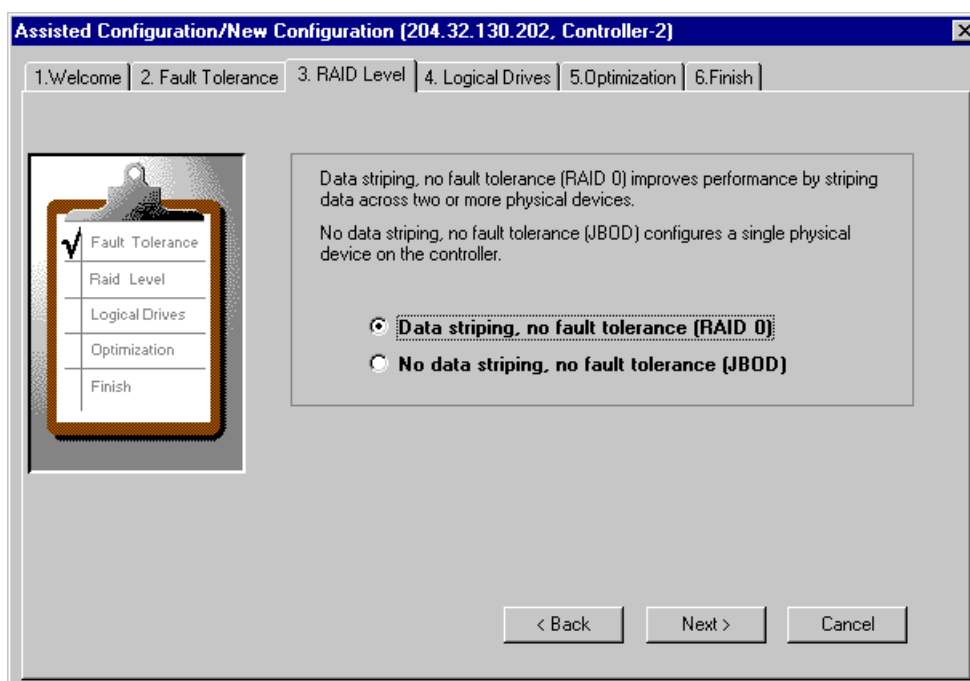 Assisted Configuration/New Configuration (204.32.130.202, Controller-2)
1.Welcome
2. Fault Tolerance
3. RAID Level
4. Logical Drives
5.Optimization
6.Finish
Fault Tolerance
Raid Level
Logical Drives
Optimization
Finish
Data striping, no fault tolerance (RAID 0) improves performance by striping
data across two or more physical devices.
No data striping, no fault tolerance (JBOD) configures a single physical
device on the controller.
Data striping, no fault tolerance (RAID 0)
No data striping, no fault tolerance (JBOD)
< Back
Next >
Cancel